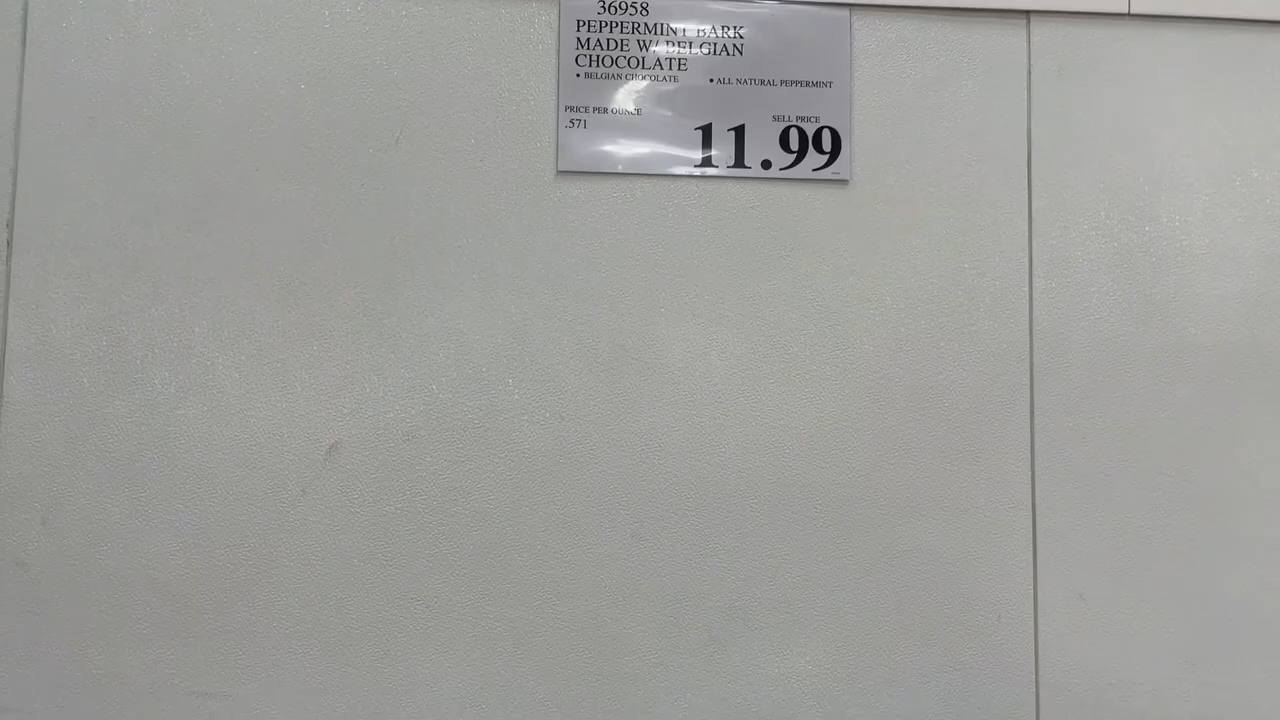 36958
PEPPERMINT BARK
MADE W/ BELGIAN
CHOCOLATE
• BELGIAN CHOCOLATE • ALL NATURAL PEPPERMINT
PRICE PER OUNCE
.571
SELL PRICE
11.99